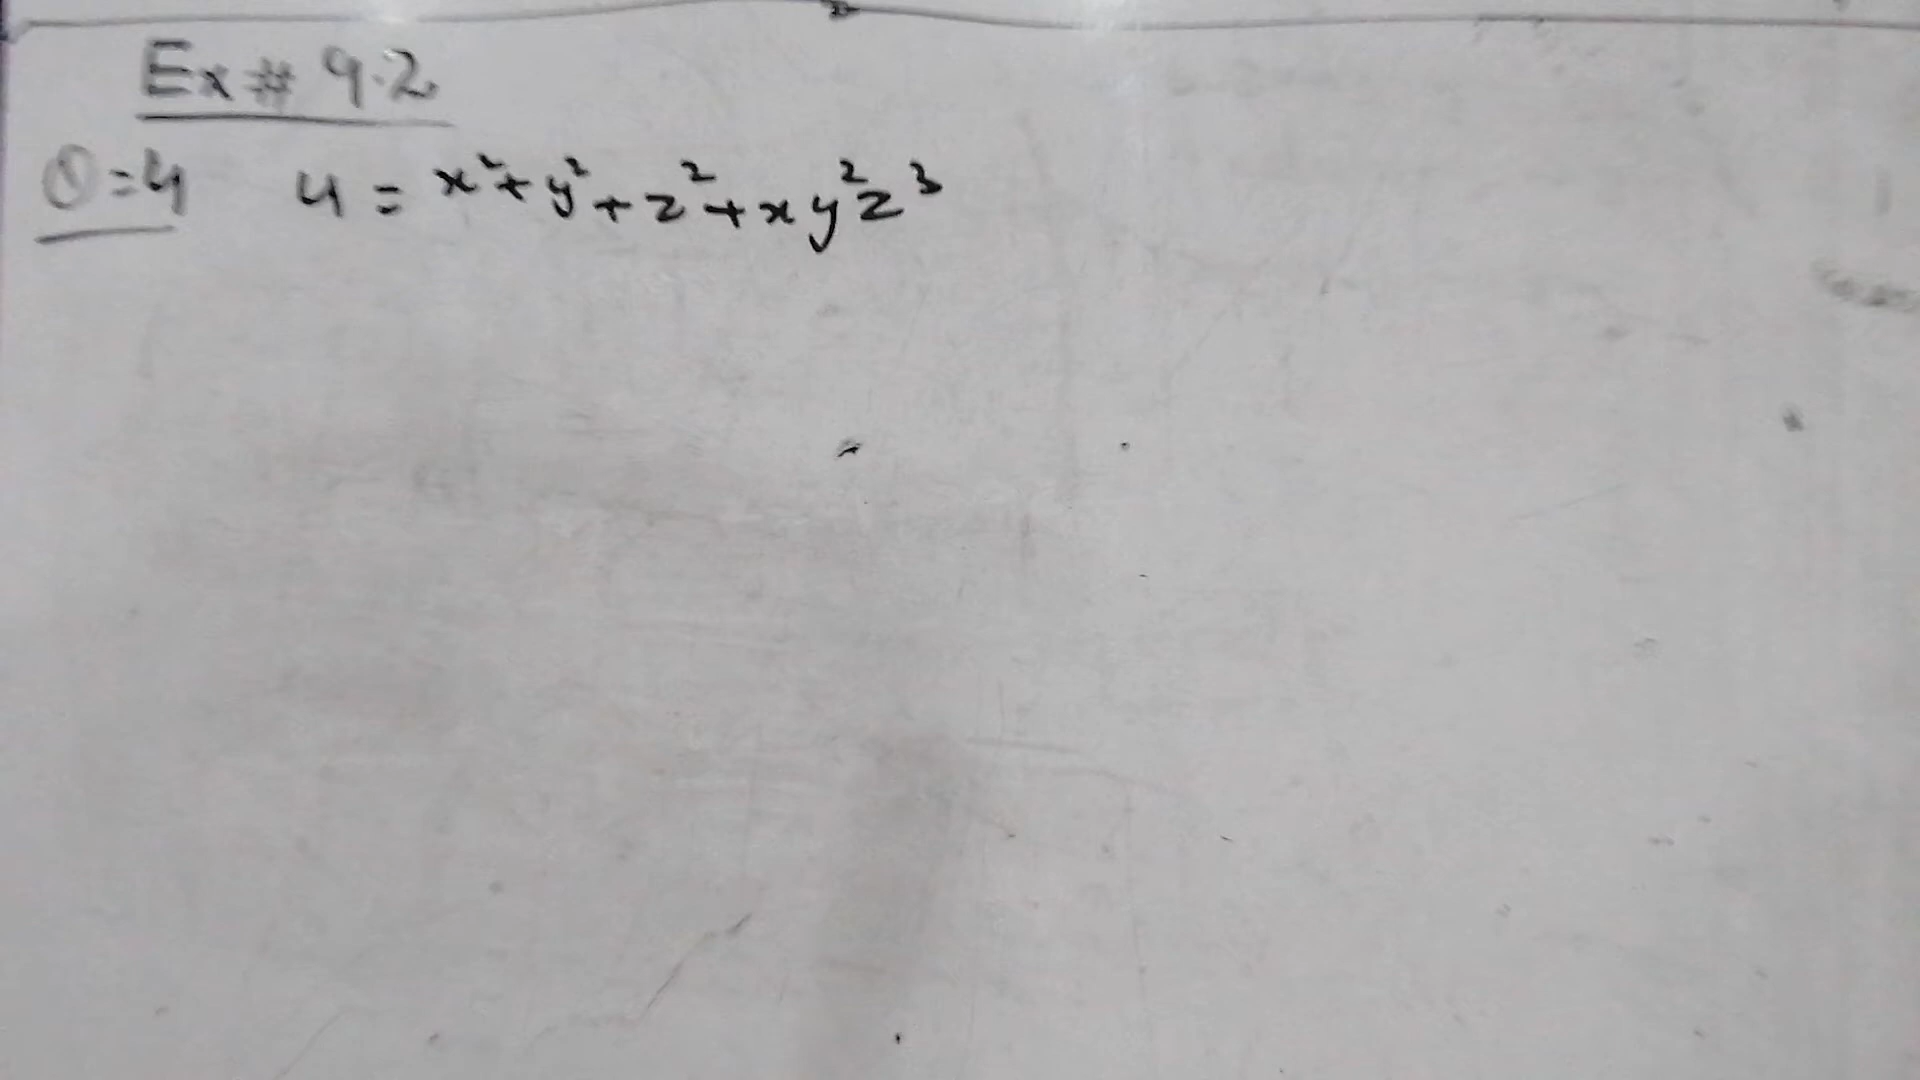 Ex# 9.2
Q=4 u = x²+y²+z²+xy²z³